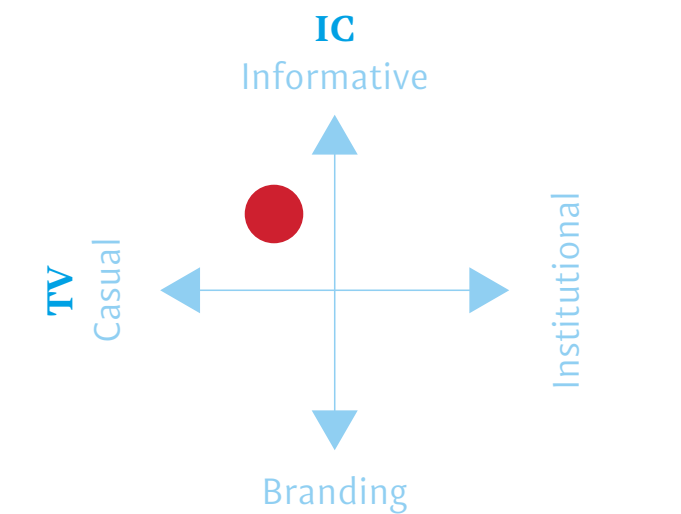 IC
Informative
TV
Casual
Institutional
Branding